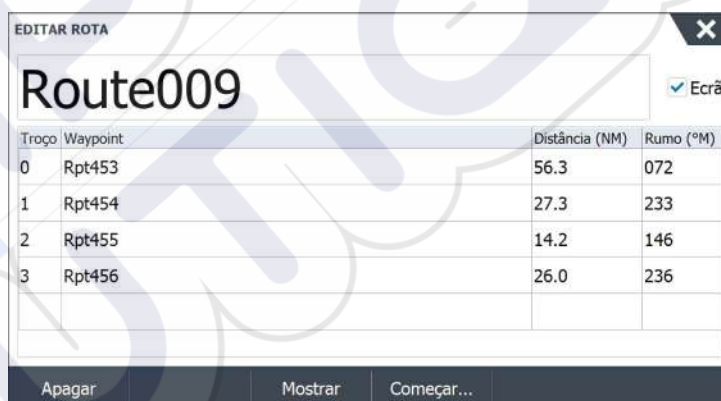 EDITAR ROTA
Route009
Ecrã
Troço Waypoint Distância (NM) Rumo (°M)
0 Rpt453 56.3 072
1 Rpt454 27.3 233
2 Rpt455 14.2 146
3 Rpt456 26.0 236
Apagar Mostrar Começar...